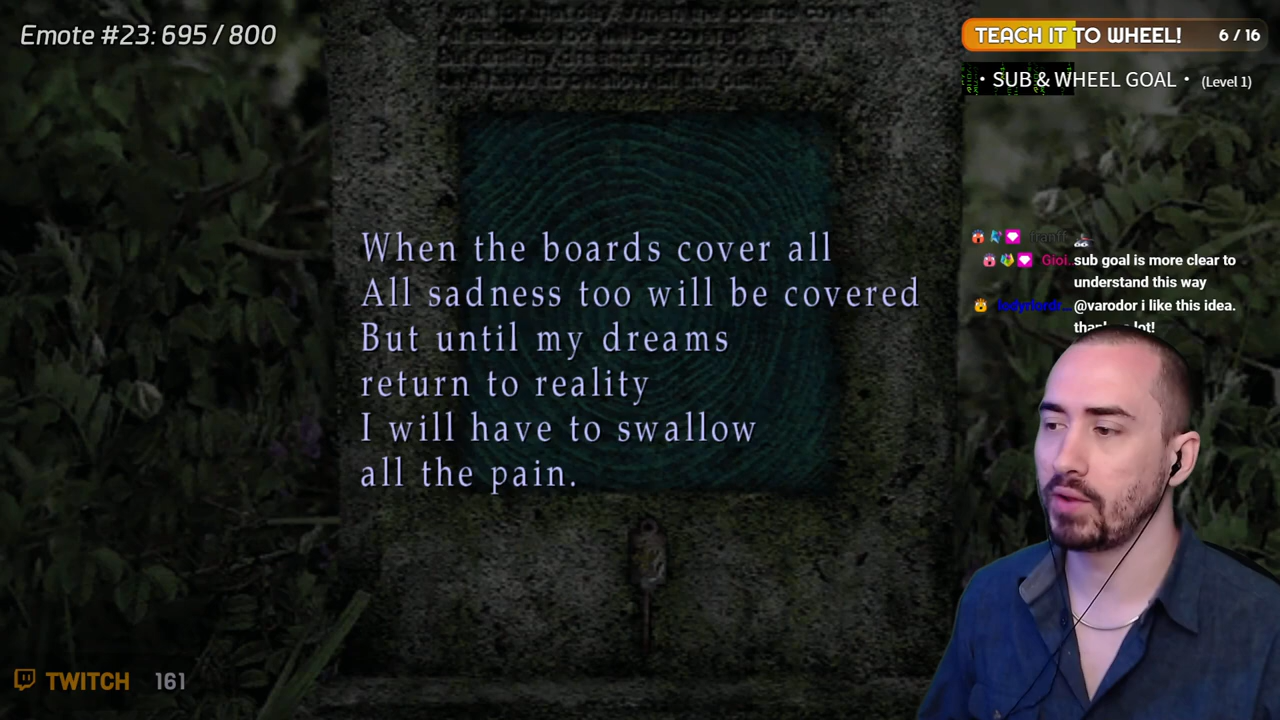 Emote #23: 695 / 800
TEACH IT TO WHEEL! 6 / 16
• SUB & WHEEL GOAL • (Level 1)
When the boards cover all
All sadness too will be covered
But until my dreams
return to reality
I will have to swallow
all the pain.
Gioi... sub goal is more clear to
understand this way
@varodor i like this idea.
TWITCH 161